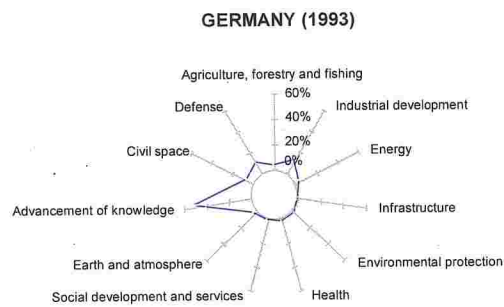 GERMANY (1993)
Agriculture, forestry and fishing
60%
Defense
40%
Industrial development
20%
Civil space
0%
Energy
Advancement of knowledge
Infrastructure
Earth and atmosphere
Environmental protection
Social development and services
Health